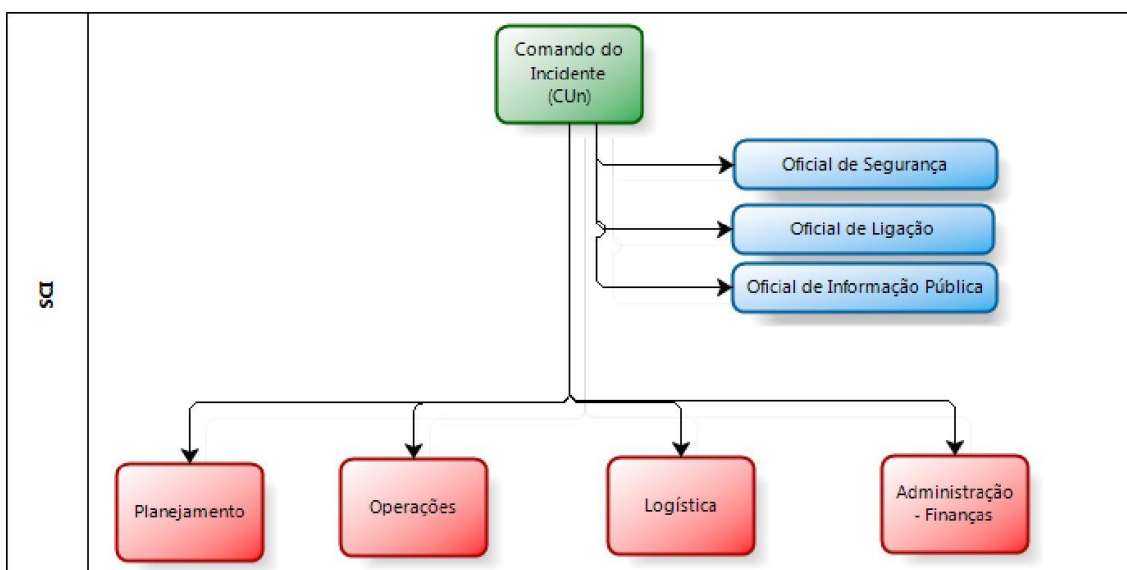 SCI
Comando do
Incidente
(CUn)
Oficial de Segurança
Oficial de Ligação
Oficial de Informação Pública
Planejamento
Operações
Logística
Administração
- Finanças